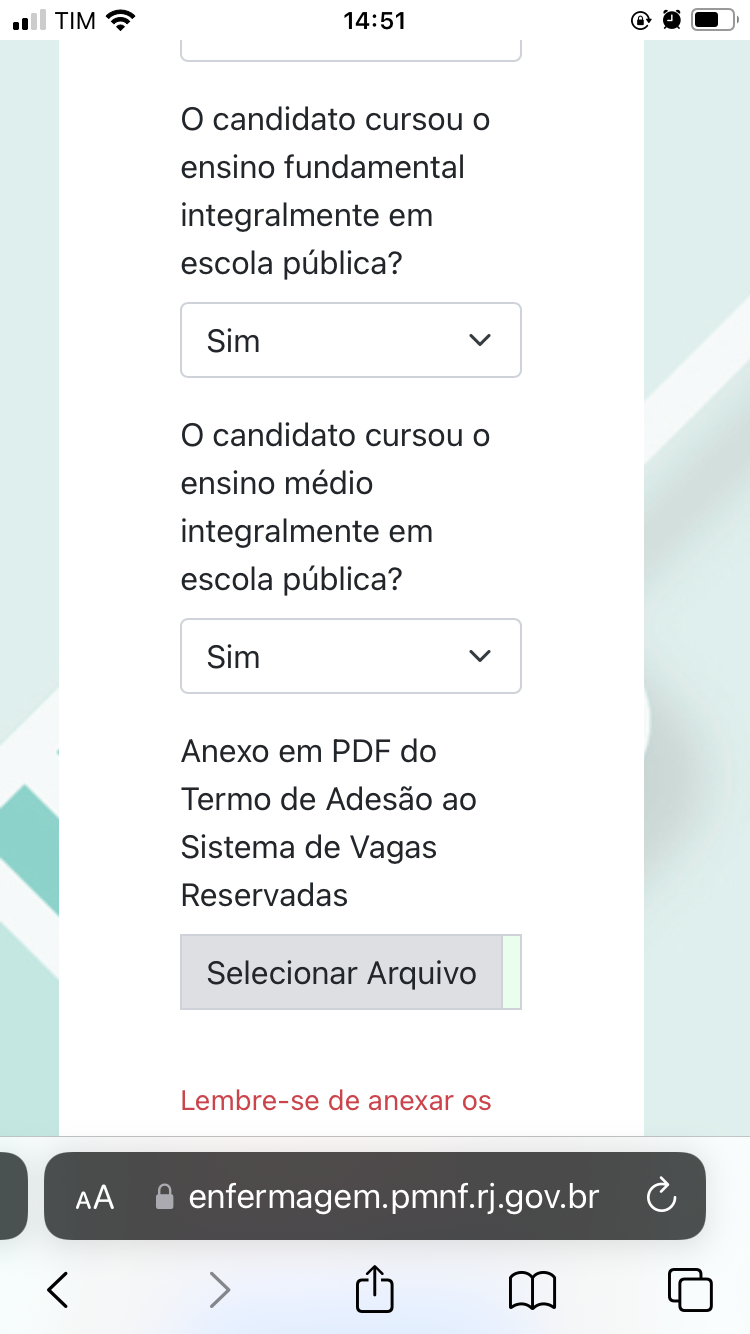 TIM 14:51
O candidato cursou o
ensino fundamental
integralmente em
escola pública?
Sim
O candidato cursou o
ensino médio
integralmente em
escola pública?
Sim
Anexo em PDF do
Termo de Adesão ao
Sistema de Vagas
Reservadas
Selecionar Arquivo
Lembre-se de anexar os
AA enfermagem.pmnf.rj.gov.br